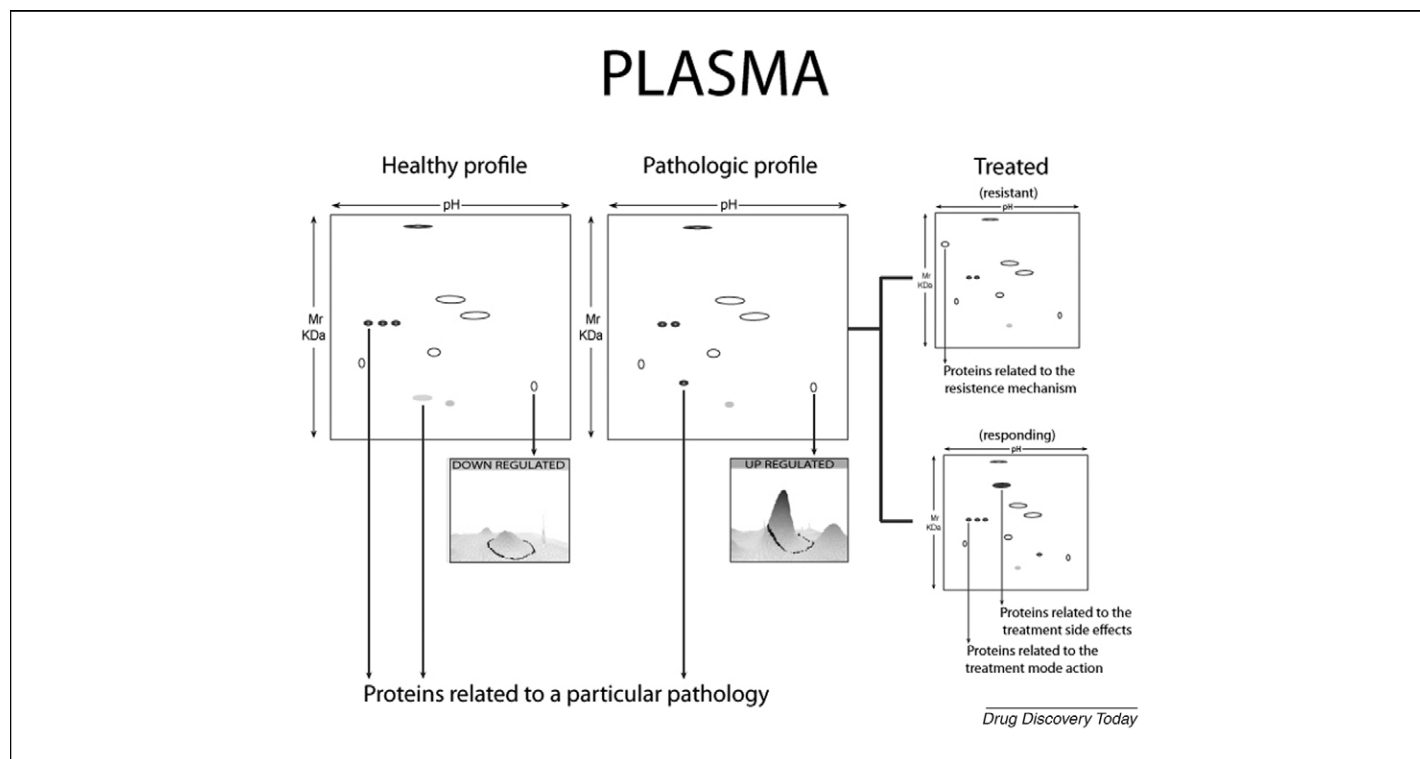 PLASMA
Healthy profile
pH
Mr
KDa
DOWN REGULATED
Pathologic profile
pH
Mr
KDa
UP REGULATED
Proteins related to a particular pathology
Treated
(resistant)
pH
Mr
KDa
Proteins related to the
resistence mechanism
(responding)
pH
Mr
KDa
Proteins related to the
treatment side effects
Proteins related to the
treatment mode action
Drug Discovery Today